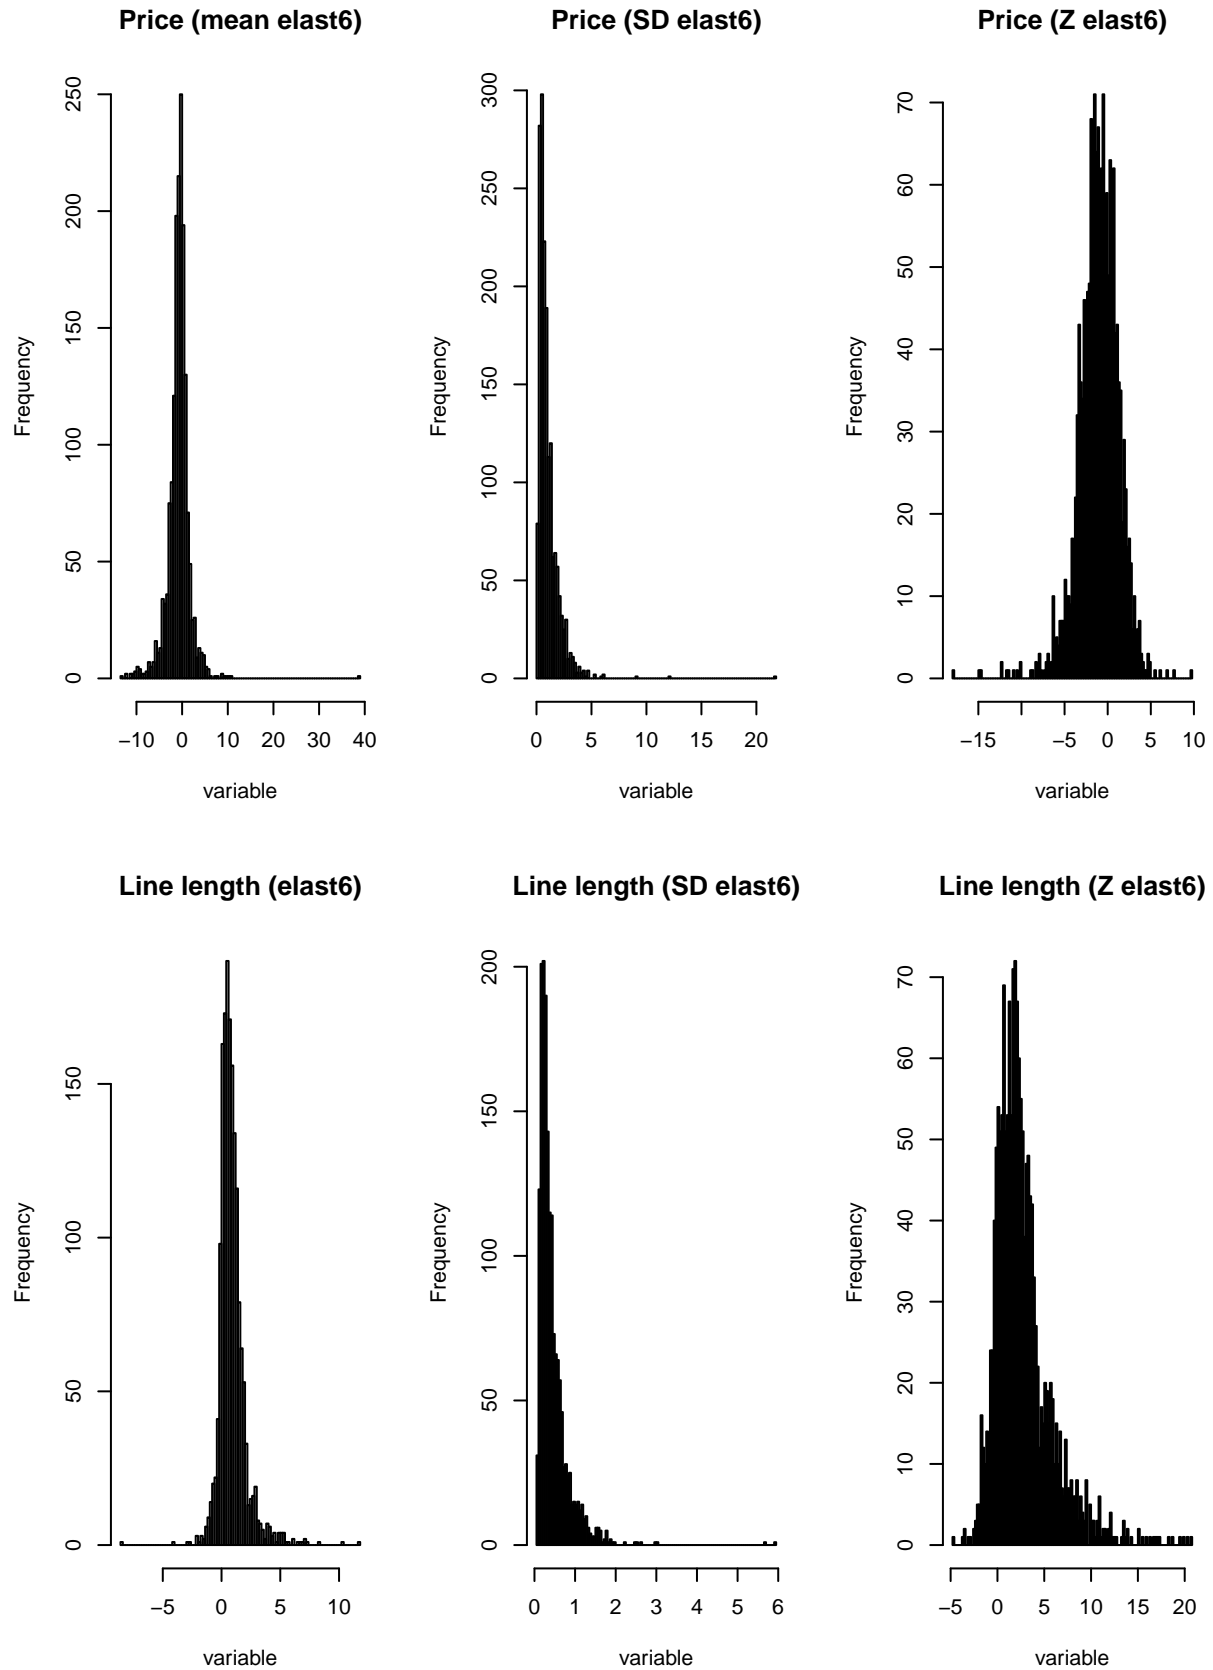 Price (mean elast6)
Frequency
0
50
100
150
200
250
−10 0 10 20 30 40
variable
Price (SD elast6)
Frequency
0
50
100
150
200
250
300
0 5 10 15 20
variable
Price (Z elast6)
Frequency
0
10
20
30
40
50
60
70
−15 −5 0 5 10
variable
Line length (elast6)
Frequency
0
50
100
150
−5 0 5 10
variable
Line length (SD elast6)
Frequency
0
50
100
150
200
0 1 2 3 4 5 6
variable
Line length (Z elast6)
Frequency
0
10
20
30
40
50
60
70
−5 0 5 10 15 20
variable